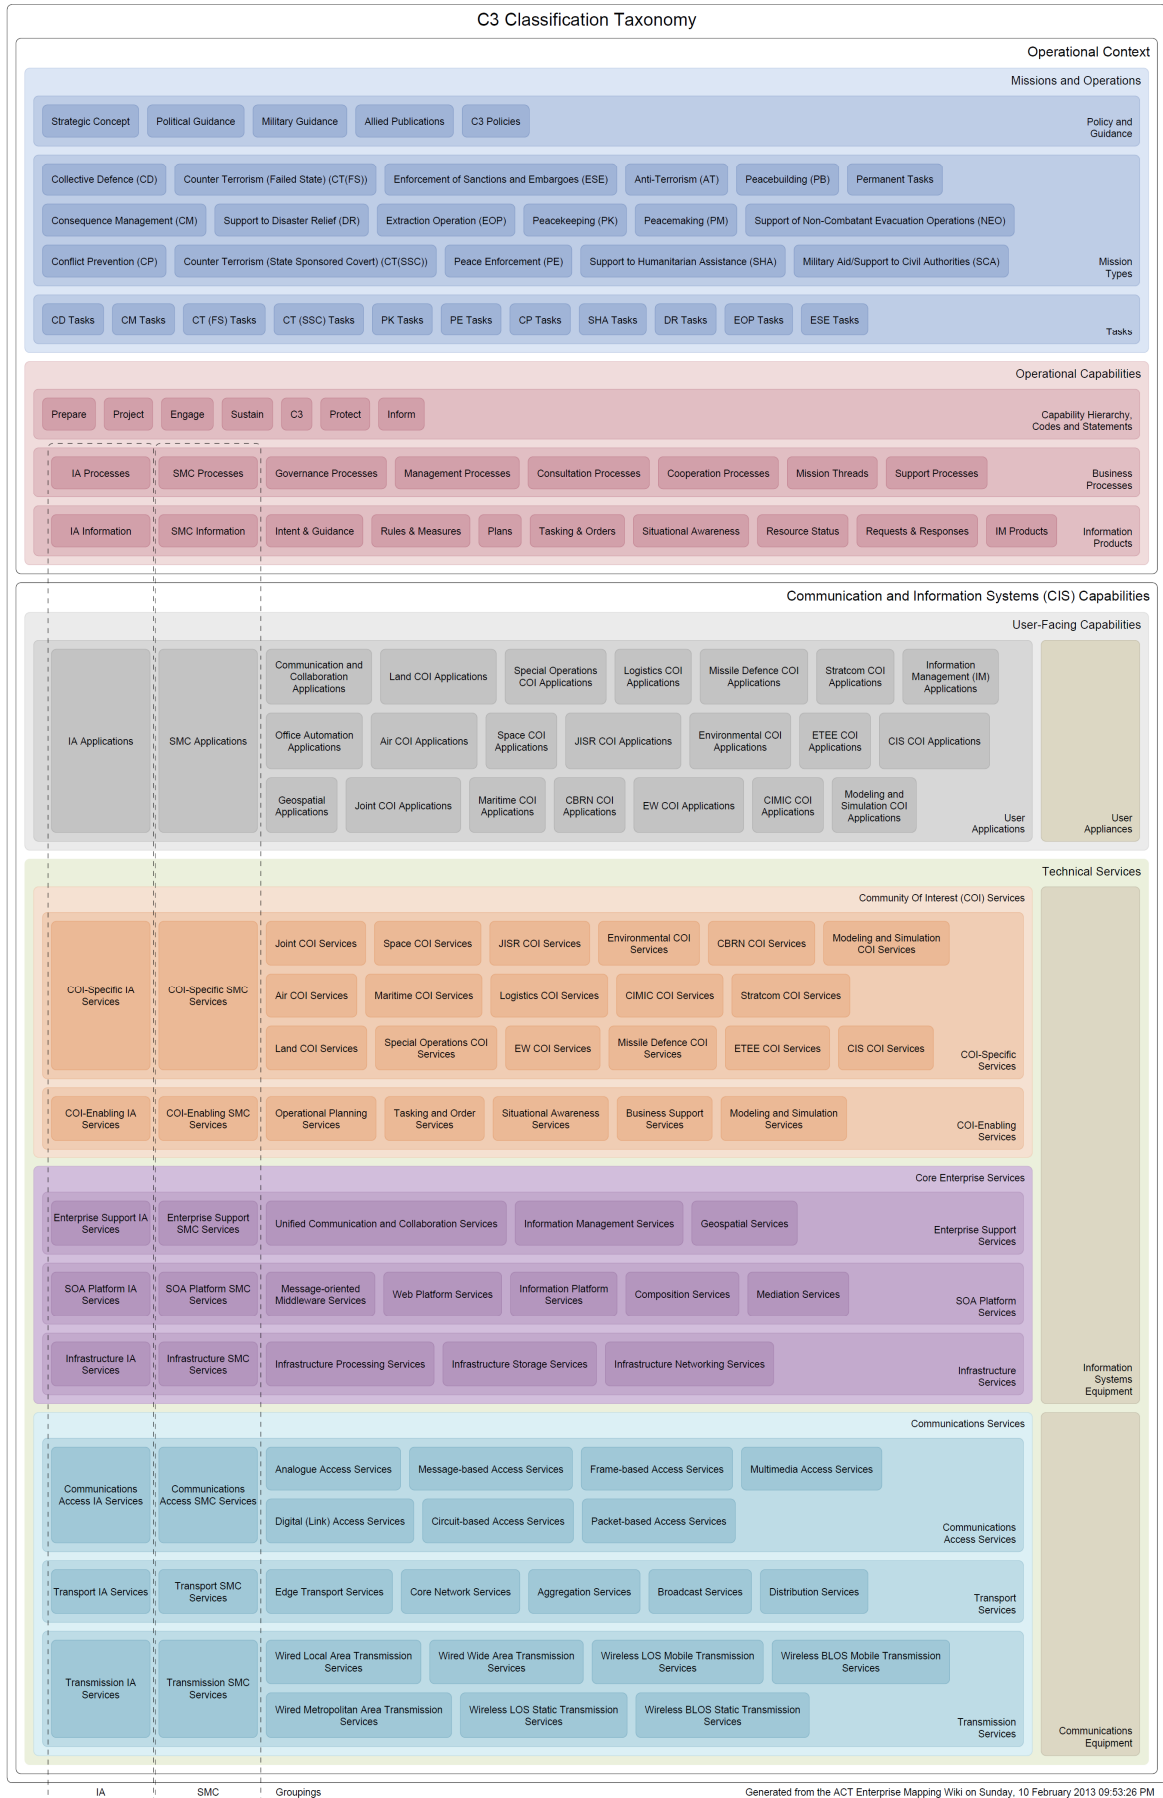 C3 Classification Taxonomy
Operational Context
Missions and Operations
Strategic Concept
Political Guidance
Military Guidance
Allied Publications
C3 Policies
Policy and
Guidance
Collective Defence (CD)
Counter Terrorism (Failed State) (CT(FS))
Enforcement of Sanctions and Embargoes (ESE)
Anti-Terrorism (AT)
Peacebuilding (PB)
Permanent Tasks
Consequence Management (CM)
Support to Disaster Relief (DR)
Extraction Operation (EOP)
Peacekeeping (PK)
Peacemaking (PM)
Support of Non-Combatant Evacuation Operations (NEO)
Conflict Prevention (CP)
Counter Terrorism (State Sponsored Covert) (CT(SSC))
Peace Enforcement (PE)
Support to Humanitarian Assistance (SHA)
Military Aid/Support to Civil Authorities (SCA)
Mission
Types
CD Tasks
CM Tasks
CT (FS) Tasks
CT (SSC) Tasks
PK Tasks
PE Tasks
CP Tasks
SHA Tasks
DR Tasks
EOP Tasks
ESE Tasks
Tasks
Operational Capabilities
Prepare
Project
Engage
Sustain
C3
Protect
Inform
Capability Hierarchy,
Codes and Statements
IA Processes
SMC Processes
Governance Processes
Management Processes
Consultation Processes
Cooperation Processes
Mission Threads
Support Processes
Business
Processes
IA Information
SMC Information
Intent & Guidance
Rules & Measures
Plans
Tasking & Orders
Situational Awareness
Resource Status
Requests & Responses
IM Products
Information
Products
Communication and Information Systems (CIS) Capabilities
User-Facing Capabilities
IA Applications
SMC Applications
Communication and
Collaboration
Applications
Land COI Applications
Special Operations
COI Applications
Logistics COI
Applications
Missile Defence COI
Applications
Stratcom COI
Applications
Information
Management (IM)
Applications
Office Automation
Applications
Air COI Applications
Space COI
Applications
JISR COI Applications
Environmental COI
Applications
ETEE COI
Applications
CIS COI Applications
Geospatial
Applications
Joint COI Applications
Maritime COI
Applications
CBRN COI
Applications
EW COI Applications
CIMIC COI
Applications
Modeling and
Simulation COI
Applications
User
Applications
User
Appliances
Technical Services
Community Of Interest (COI) Services
COI-Specific IA
Services
COI-Specific SMC
Services
Joint COI Services
Space COI Services
JISR COI Services
Environmental COI
Services
CBRN COI Services
Modeling and Simulation
COI Services
Air COI Services
Maritime COI Services
Logistics COI Services
CIMIC COI Services
Stratcom COI Services
Land COI Services
Special Operations COI
Services
EW COI Services
Missile Defence COI
Services
ETEE COI Services
CIS COI Services
COI-Specific
Services
COI-Enabling IA
Services
COI-Enabling SMC
Services
Operational Planning
Services
Tasking and Order
Services
Situational Awareness
Services
Business Support
Services
Modeling and Simulation
Services
COI-Enabling
Services
Core Enterprise Services
Enterprise Support IA
Services
Enterprise Support
SMC Services
Unified Communication and Collaboration Services
Information Management Services
Geospatial Services
Enterprise Support
Services
SOA Platform IA
Services
SOA Platform SMC
Services
Message-oriented
Middleware Services
Web Platform Services
Information Platform
Services
Composition Services
Mediation Services
SOA Platform
Services
Infrastructure IA
Services
Infrastructure SMC
Services
Infrastructure Processing Services
Infrastructure Storage Services
Infrastructure Networking Services
Infrastructure
Services
Information
Systems
Equipment
Communications Services
Communications
Access IA Services
Communications
Access SMC Services
Analogue Access Services
Message-based Access Services
Frame-based Access Services
Multimedia Access Services
Digital (Link) Access Services
Circuit-based Access Services
Packet-based Access Services
Communications
Access Services
Transport IA Services
Transport SMC
Services
Edge Transport Services
Core Network Services
Aggregation Services
Broadcast Services
Distribution Services
Transport
Services
Transmission IA
Services
Transmission SMC
Services
Wired Local Area Transmission
Services
Wired Wide Area Transmission
Services
Wireless LOS Mobile Transmission
Services
Wireless BLOS Mobile Transmission
Services
Wired Metropolitan Area Transmission
Services
Wireless LOS Static Transmission
Services
Wireless BLOS Static Transmission
Services
Transmission
Services
Communications
Equipment
IA
SMC
Groupings
Generated from the ACT Enterprise Mapping Wiki on Sunday, 10 February 2013 09:53:26 PM